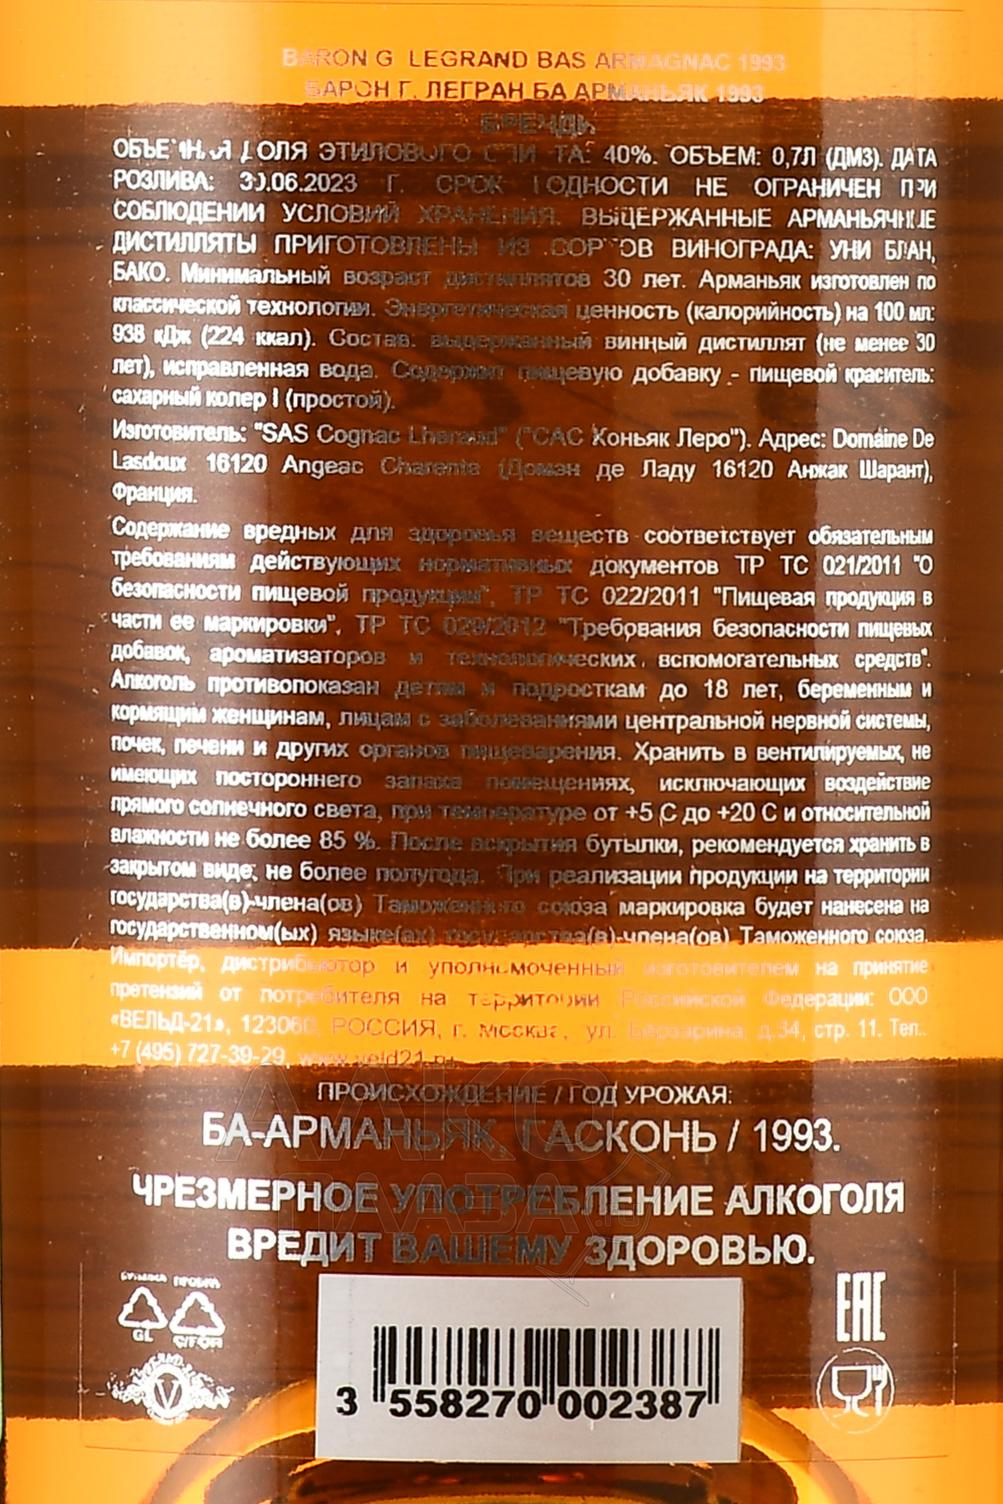 BARON G LEGRAND BAS ARMAGNAC 1993
БАРОН Г. ЛЕГРАН БА АРМАНЬЯК 1993
БРЕНДИ
ОБЪЕМНАЯ ДОЛЯ ЭТИЛОВОГО СПИРТА: 40%. ОБЪЕМ: 0,7Л (ДМ3). ДАТА
РОЗЛИВА: 30.06.2023 Г. СРОК ГОДНОСТИ НЕ ОГРАНИЧЕН ПРИ
СОБЛЮДЕНИИ УСЛОВИЙ ХРАНЕНИЯ. ВЫДЕРЖАННЫЕ АРМАНЬЯЧНЫЕ
ДИСТИЛЛЯТЫ ПРИГОТОВЛЕНЫ ИЗ СОРТОВ ВИНОГРАДА: УНИ БЛАН,
БАКО. Минимальный возраст дистиллятов 30 лет. Арманьяк изготовлен по
классической технологии. Энергетическая ценность (калорийность) на 100 мл:
938 кДж (224 ккал). Состав: выдержанный винный дистиллят (не менее 30
лет), исправленная вода. Содержит пищевую добавку - пищевой краситель:
сахарный колер I (простой).
Изготовитель: "SAS Cognac Lheraud" ("САС Коньяк Леро"). Адрес: Domaine De
Lasdoux 16120 Angeac Charente (Домэн де Ладу 16120 Анжак Шарант),
Франция.
Содержание вредных для здоровья веществ соответствует обязательным
требованиям действующих нормативных документов ТР ТС 021/2011 "О
безопасности пищевой продукции", ТР ТС 022/2011 "Пищевая продукция в
части ее маркировки", ТР ТС 029/2012 "Требования безопасности пищевых
добавок, ароматизаторов и технологических вспомогательных средств".
Алкоголь противопоказан детям и подросткам до 18 лет, беременным и
кормящим женщинам, лицам с заболеваниями центральной нервной системы,
почек, печени и других органов пищеварения. Хранить в вентилируемых, не
имеющих постороннего запаха помещениях, исключающих воздействие
прямого солнечного света, при температуре от +5 С до +20 С и относительной
влажности не более 85 %. После вскрытия бутылки, рекомендуется хранить в
закрытом виде, не более полугода. При реализации продукции на территории
государства(в)-члена(ов) Таможенного союза маркировка будет нанесена на
государственном(ых) языке(ах) государства(в)-члена(ов) Таможенного союза.
Импортёр, дистрибьютор и уполномоченный изготовителем на принятие
претензий от потребителя на территории Российской Федерации: ООО
«ВЕЛЬД-21», 123060, РОССИЯ, г. Москва, ул. Берзарина, д.34, стр. 11. Тел.:
+7 (495) 727-39-29, www.veld21.ru
ПРОИСХОЖДЕНИЕ / ГОД УРОЖАЯ:
БА-АРМАНЬЯК, ГАСКОНЬ / 1993.
ЧРЕЗМЕРНОЕ УПОТРЕБЛЕНИЕ АЛКОГОЛЯ
ВРЕДИТ ВАШЕМУ ЗДОРОВЬЮ.
БУТЫЛКА ПРОБКА
GL C/FOR
EAC
V
3 558270 002387
АЛКО
ПЛАЗА.ru